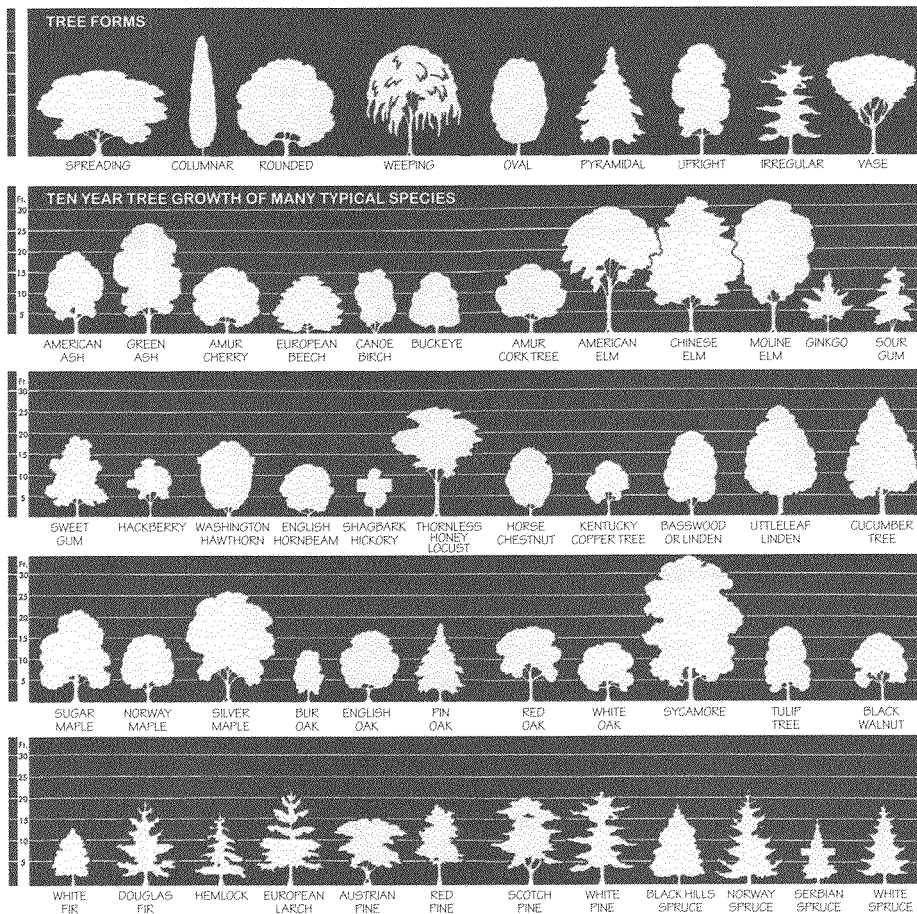 TREE FORMS
SPREADING COLUMNAR ROUNDED WEEPING OVAL PYRAMIDAL UPRIGHT IRREGULAR VASE
Ft. TEN YEAR TREE GROWTH OF MANY TYPICAL SPECIES
30
25
20
15
10
5
AMERICAN GREEN AMUR EUROPEAN CANOE BUCKEYE AMUR AMERICAN CHINESE MOLINE GINKGO SOUR
ASH ASH CHERRY BEECH BIRCH CORK TREE ELM ELM ELM GUM
Ft.
30
25
20
15
10
5
SWEET HACKBERRY WASHINGTON ENGLISH SHAGBARK THORNLESS HORSE KENTUCKY BASSWOOD UTTLELEAF CUCUMBER
GUM HAWTHORN HORNBEAM HICKORY HONEY CHESTNUT COPPER TREE OR LINDEN LINDEN TREE
LOCUST
Ft.
30
25
20
15
10
5
SUGAR NORWAY SILVER BUR ENGLISH PIN RED WHITE SYCAMORE TULIP BLACK
MAPLE MAPLE MAPLE OAK OAK OAK OAK OAK TREE WALNUT
Ft.
30
25
20
15
10
5
WHITE DOUGLAS HEMLOCK EUROPEAN AUSTRIAN RED SCOTCH WHITE BLACK HILLS NORWAY SERBIAN WHITE
FIR FIR LARCH PINE PINE PINE PINE SPRUCE SPRUCE SPRUCE SPRUCE